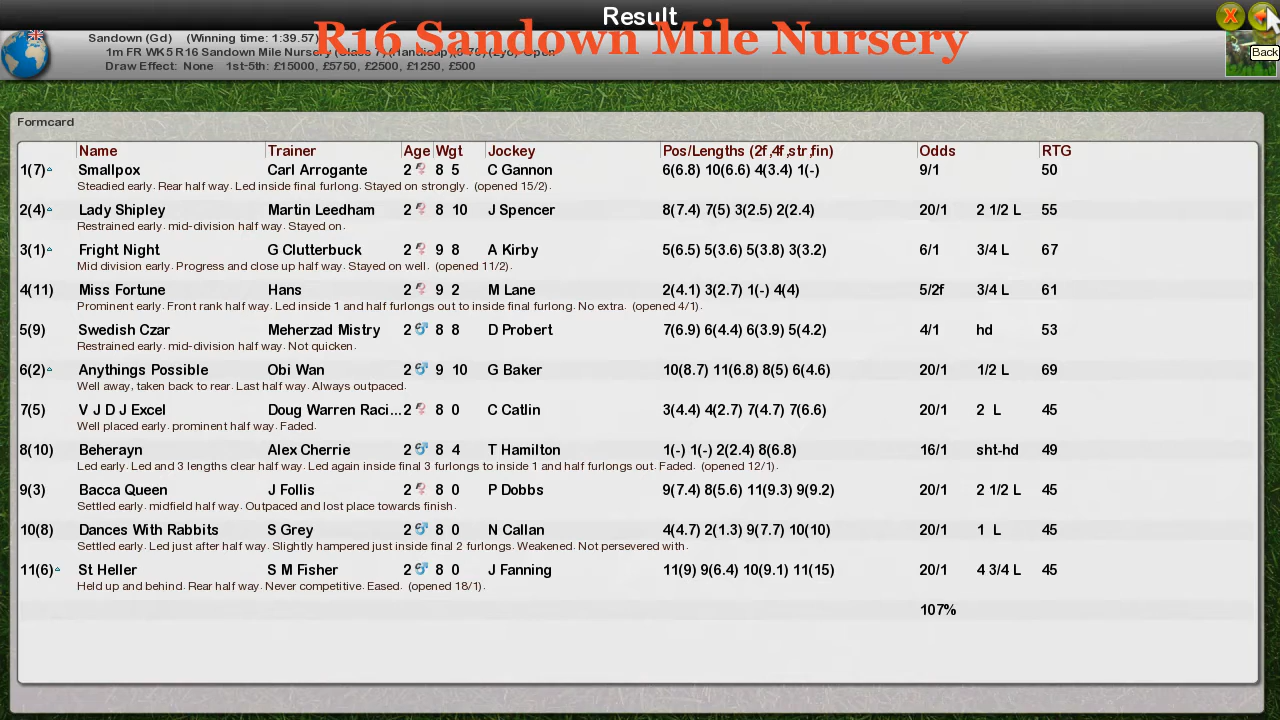 Result
R16 Sandown Mile Nursery
Sandown (Gd) (Winning time: 1:39.57)
1m FR WK5 R16 Sandown Mile Nursery (Class 7) (Handicap)(0-70) (2yo) Open
Draw Effect: None 1st-5th: £15000, £5750, £2500, £1250, £500
Back
Formcard
Name Trainer Age Wgt Jockey Pos/Lengths (2f,4f,str,fin) Odds RTG
1(7) Smallpox Carl Arrogante 2 8 5 C Gannon 6(6.8) 10(6.6) 4(3.4) 1(-) 9/1 50
Steadied early. Rear half way. Led inside final furlong. Stayed on strongly. (opened 15/2).
2(4) Lady Shipley Martin Leedham 2 8 10 J Spencer 8(7.4) 7(5) 3(2.5) 2(2.4) 20/1 2 1/2 L 55
Restrained early. mid-division half way. Stayed on.
3(1) Fright Night G Clutterbuck 2 9 8 A Kirby 5(6.5) 5(3.6) 5(3.8) 3(3.2) 6/1 3/4 L 67
Mid division early. Progress and close up half way. Stayed on well. (opened 11/2).
4(11) Miss Fortune Hans 2 9 2 M Lane 2(4.1) 3(2.7) 1(-) 4(4) 5/2f 3/4 L 61
Prominent early. Front rank half way. Led inside 1 and half furlongs out to inside final furlong. No extra. (opened 4/1).
5(9) Swedish Czar Meherzad Mistry 2 8 8 D Probert 7(6.9) 6(4.4) 6(3.9) 5(4.2) 4/1 hd 53
Restrained early. mid-division half way. Not quicken.
6(2) Anythings Possible Obi Wan 2 9 10 G Baker 10(8.7) 11(6.8) 8(5) 6(4.6) 20/1 1/2 L 69
Well away, taken back to rear. Last half way. Always outpaced.
7(5) V J D J Excel Doug Warren Raci... 2 8 0 C Catlin 3(4.4) 4(2.7) 7(4.7) 7(6.6) 20/1 2 L 45
Well placed early. prominent half way. Faded.
8(10) Beherayn Alex Cherrie 2 8 4 T Hamilton 1(-) 1(-) 2(2.4) 8(6.8) 16/1 sht-hd 49
Led early. Led and 3 lengths clear half way. Led again inside final 3 furlongs to inside 1 and half furlongs out. Faded. (opened 12/1).
9(3) Bacca Queen J Follis 2 8 0 P Dobbs 9(7.4) 8(5.6) 11(9.3) 9(9.2) 20/1 2 1/2 L 45
Settled early. midfield half way. Outpaced and lost place towards finish.
10(8) Dances With Rabbits S Grey 2 8 0 N Callan 4(4.7) 2(1.3) 9(7.7) 10(10) 20/1 1 L 45
Settled early. Led just after half way. Slightly hampered just inside final 2 furlongs. Weakened. Not persevered with.
11(6) St Heller S M Fisher 2 8 0 J Fanning 11(9) 9(6.4) 10(9.1) 11(15) 20/1 4 3/4 L 45
Held up and behind. Rear half way. Never competitive. Eased. (opened 18/1).
107%